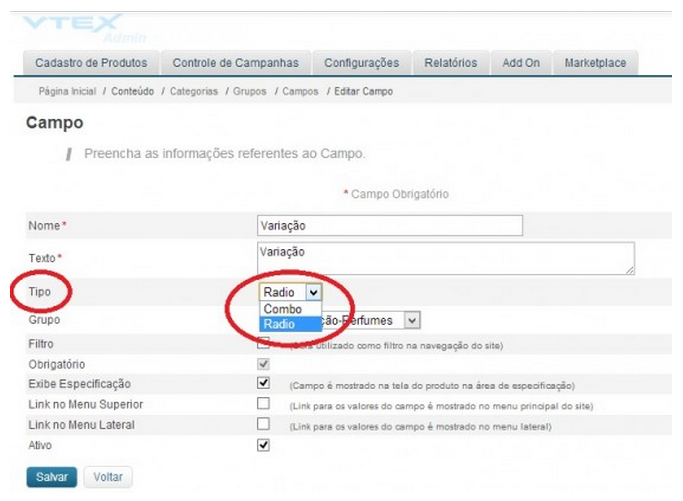 VTEX
Admin
Cadastro de Produtos Controle de Campanhas Configurações Relatórios Add On Marketplace
Página Inicial / Conteúdo / Categorias / Grupos / Campos / Editar Campo
Campo
Preencha as informações referentes ao Campo.
* Campo Obrigatório
Nome * Variação
Texto * Variação
Tipo Radio
Combo
Radio
Grupo ção-Perfumes
Filtro utilizado como filtro na navegação do site)
Obrigatório
Exibe Especificação (Campo é mostrado na tela do produto na área de especificação)
Link no Menu Superior (Link para os valores do campo é mostrado no menu principal do site)
Link no Menu Lateral (Link para os valores do campo é mostrado no menu lateral)
Ativo
Salvar Voltar